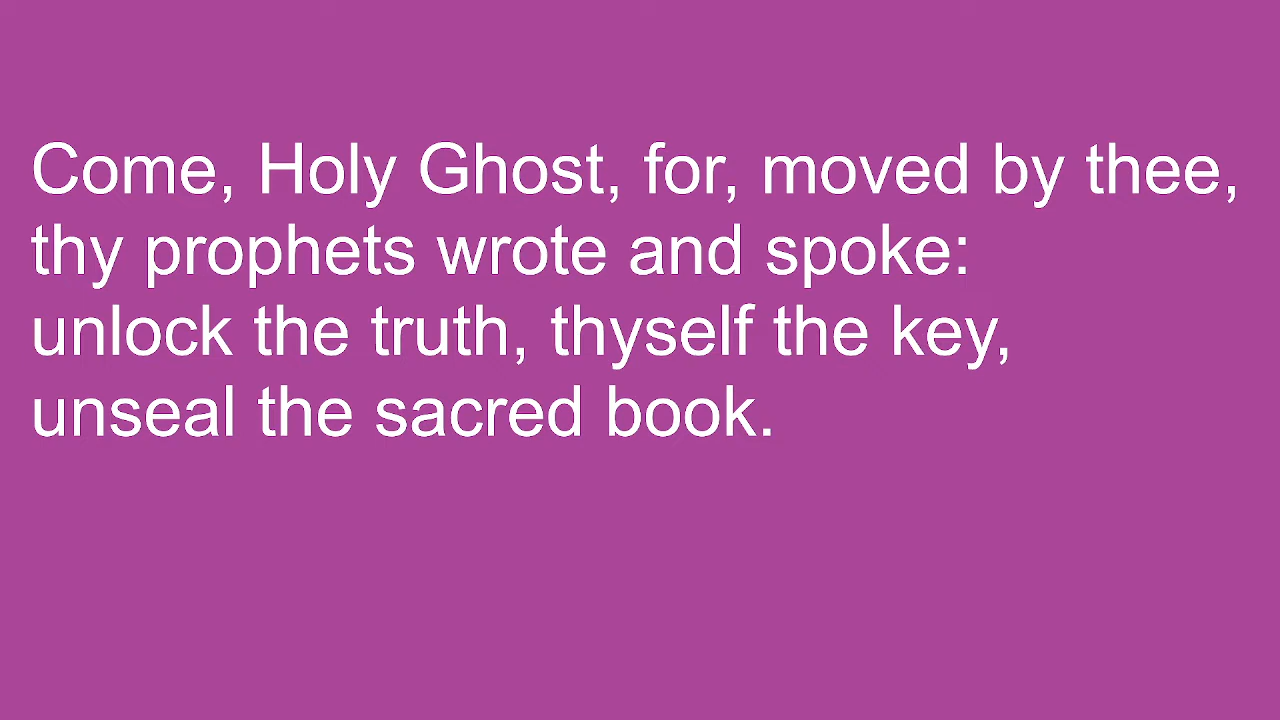 Come, Holy Ghost, for, moved by thee,
thy prophets wrote and spoke:
unlock the truth, thyself the key,
unseal the sacred book.